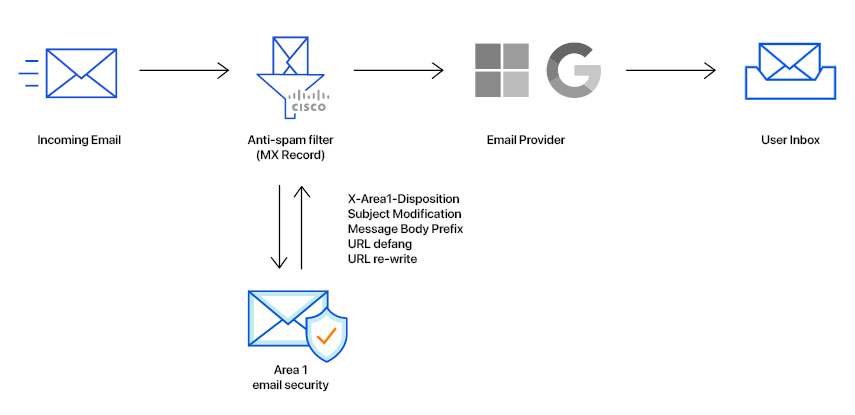 CISCO
Incoming Email
Anti-spam filter
(MX Record)
Email Provider
User Inbox
X-Area1-Disposition
Subject Modification
Message Body Prefix
URL defang
URL re-write
Area 1
email security